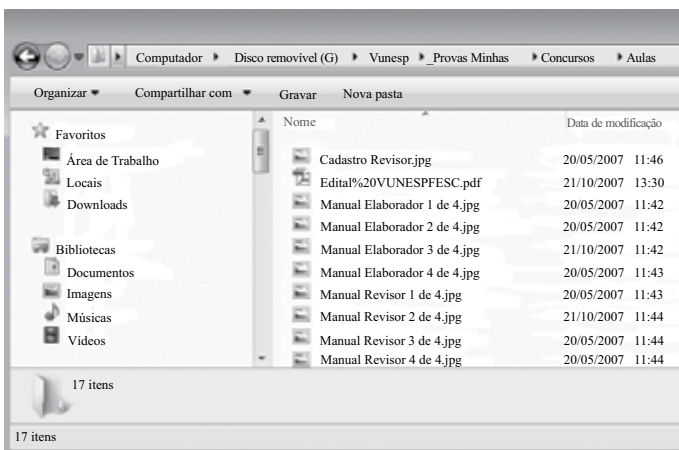 Computador Disco removível (G) Vunesp _Provas Minhas Concursos Aulas
Organizar Compartilhar com Gravar Nova pasta
Favoritos
Área de Trabalho
Locais
Downloads
Bibliotecas
Documentos
Imagens
Músicas
Vídeos
Nome Data de modificação
Cadastro Revisor.jpg 20/05/2007 11:46
Edital%20VUNESPFESC.pdf 21/10/2007 13:30
Manual Elaborador 1 de 4.jpg 20/05/2007 11:42
Manual Elaborador 2 de 4.jpg 20/05/2007 11:42
Manual Elaborador 3 de 4.jpg 21/10/2007 11:42
Manual Elaborador 4 de 4.jpg 20/05/2007 11:43
Manual Revisor 1 de 4.jpg 20/05/2007 11:43
Manual Revisor 2 de 4.jpg 21/10/2007 11:44
Manual Revisor 3 de 4.jpg 20/05/2007 11:44
Manual Revisor 4 de 4.jpg 20/05/2007 11:44
17 itens
17 itens